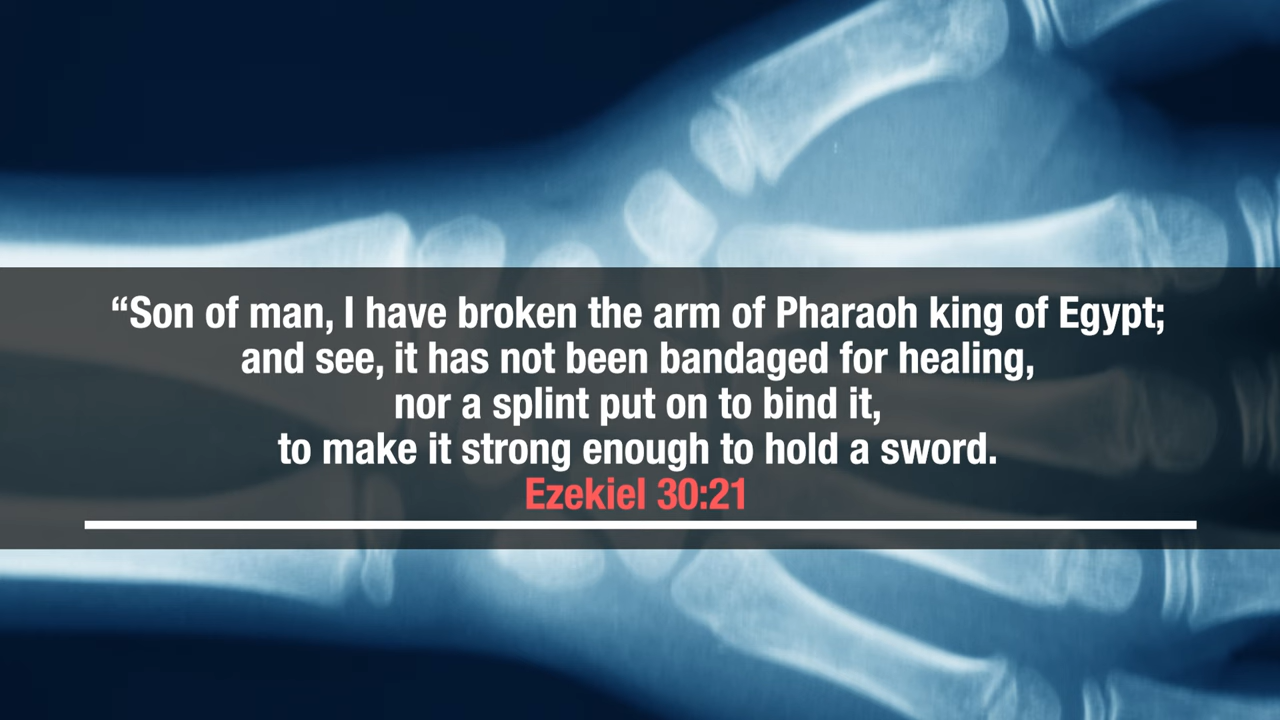 “Son of man, I have broken the arm of Pharaoh king of Egypt;
and see, it has not been bandaged for healing,
nor a splint put on to bind it,
to make it strong enough to hold a sword.
Ezekiel 30:21